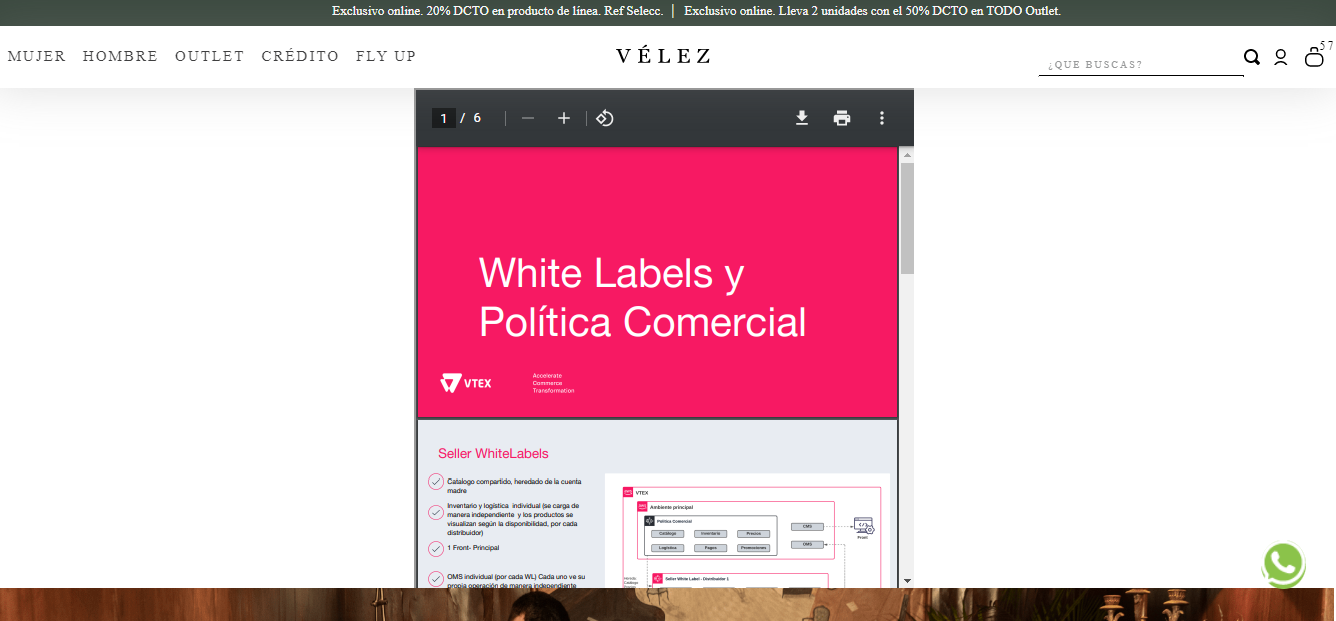 Exclusivo online. 20% DCTO en producto de línea. Ref Selecc. | Exclusivo online. Lleva 2 unidades con el 50% DCTO en TODO Outlet.
MUJER HOMBRE OUTLET CRÉDITO FLY UP
VÉLEZ
¿QUE BUSCAS?
57
1 / 6
White Labels y
Política Comercial
VTEX
Accelerate
Commerce
Transformation
Seller WhiteLabels
Catalogo compartido, heredado de la cuenta
madre
Inventario y logística individual (se carga de
manera independente y los productos se
visualizan según la disponibilidad, por cada
distribuidor)
1 Front- Principal
OMS individual (por cada WL) Cada uno ve su
propia operación de manera independiente
VTEX
Ambiente principal
Política Comercial
Catálogo Inventario Precios
Logística Pagos Promociones
CMS
OMS
Front
Hereda
Catálogo
Seller White Label - Distribuidor 1